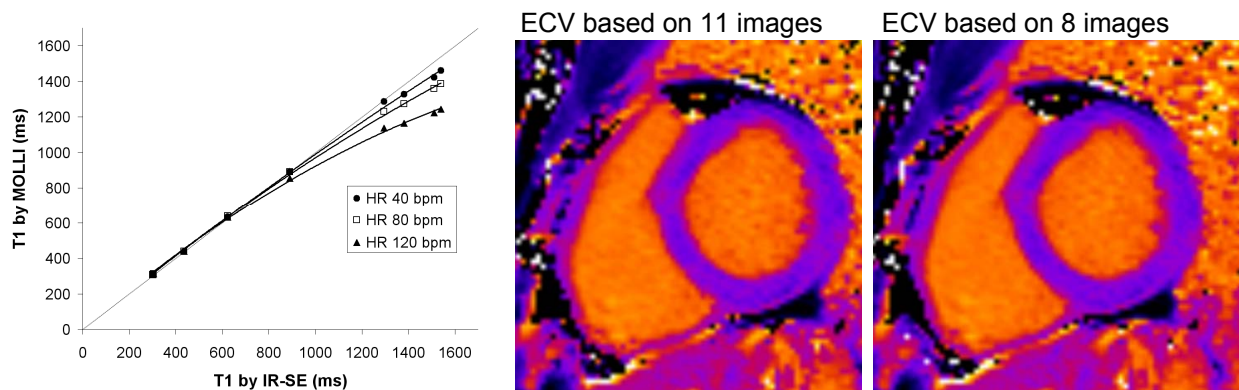 1600
1400
1200
1000
800
600
400
200
0
T1 by MOLLI (ms)
HR 40 bpm
HR 80 bpm
HR 120 bpm
0 200 400 600 800 1000 1200 1400 1600
T1 by IR-SE (ms)
ECV based on 11 images
ECV based on 8 images